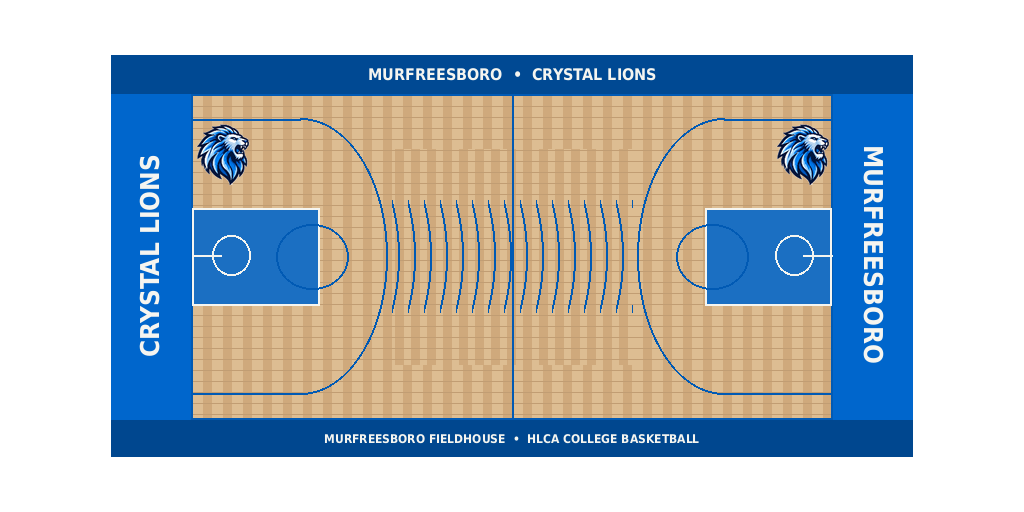 MURFREESBORO • CRYSTAL LIONS
CRYSTAL LIONS
MURFREESBORO
MURFREESBORO FIELDHOUSE • HLCA COLLEGE BASKETBALL